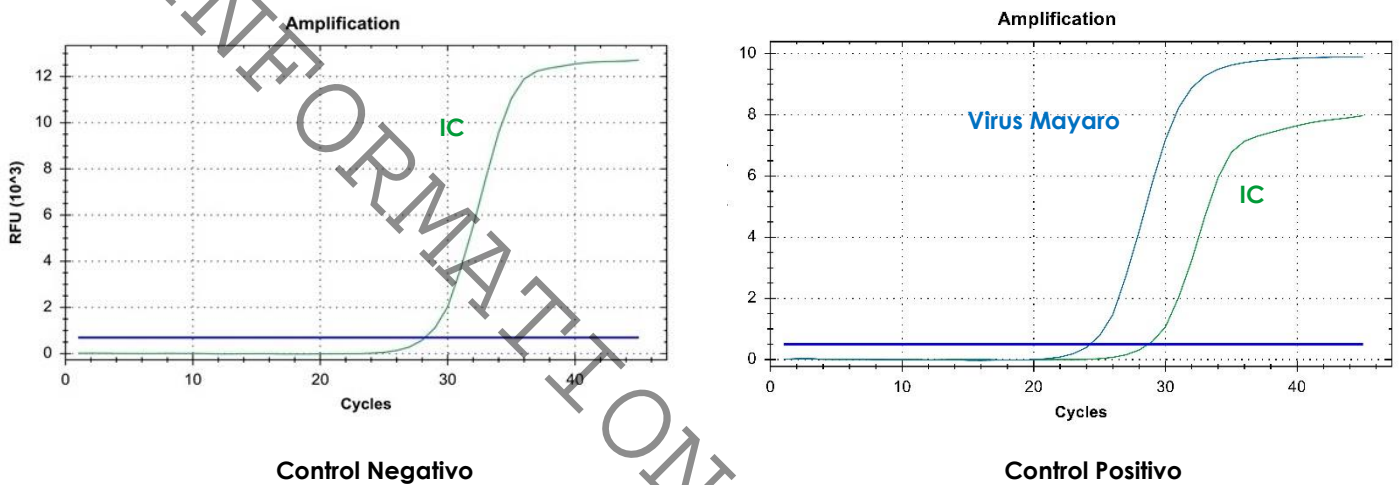 INFORMATION
Amplification
RFU (10^3)
12
10
8
6
4
2
0
IC
0 10 20 30 40
Cycles
Control Negativo
Amplification
10
8
6
4
2
0
Virus Mayaro
IC
0 10 20 30 40
Cycles
Control Positivo